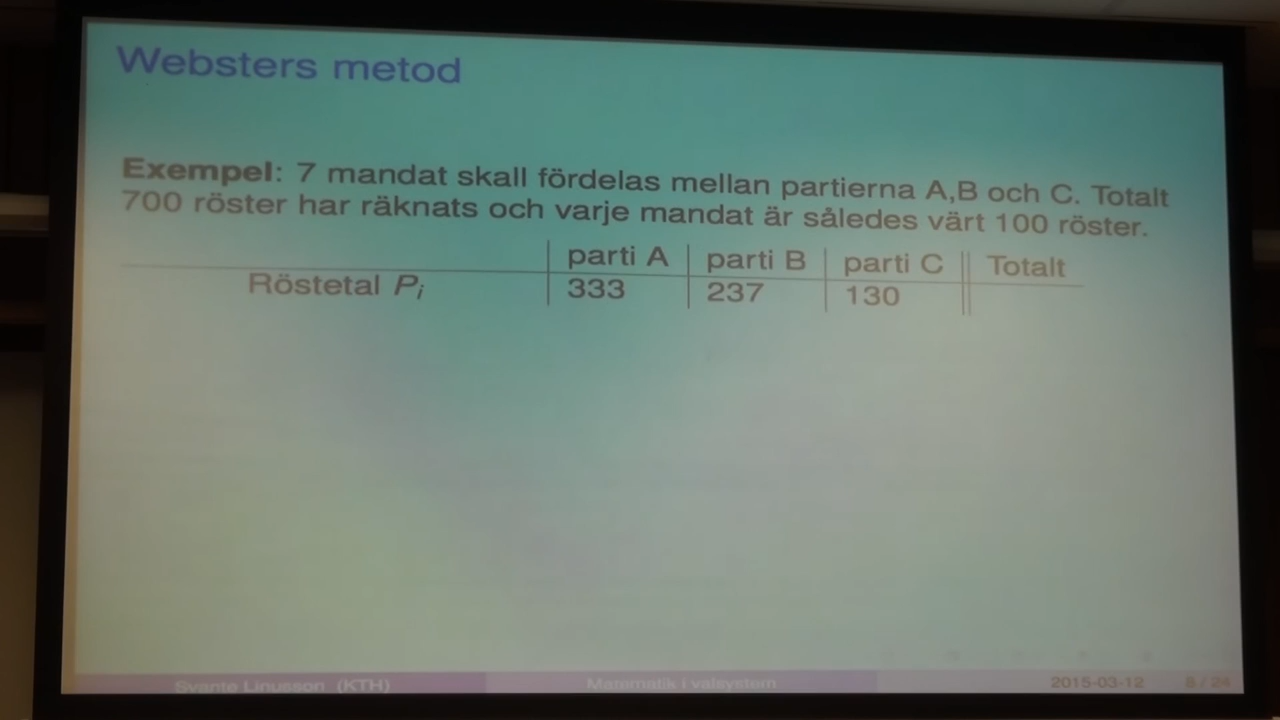 Websters metod
Exempel: 7 mandat skall fördelas mellan partierna A,B och C. Totalt
700 röster har räknats och varje mandat är således värt 100 röster.
parti A parti B parti C Totalt
Röstetal Pi 333 237 130
Svante Linusson (KTH) Matematik i valsystem 2015-03-12 8 / 24